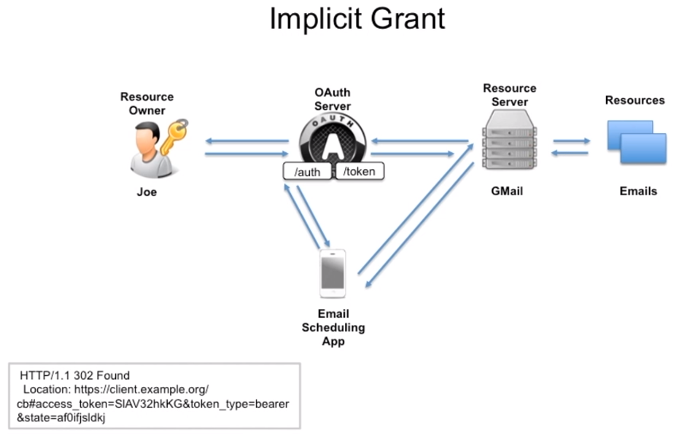 Implicit Grant
Resource
Owner
Joe
OAuth
Server
OAUTH
A
/auth
/token
Resource
Server
GMail
Resources
Emails
Email
Scheduling
App
HTTP/1.1 302 Found
Location: https://client.example.org/
cb#access_token=SlAV32hkKG&token_type=bearer
&state=af0ifjsldkj